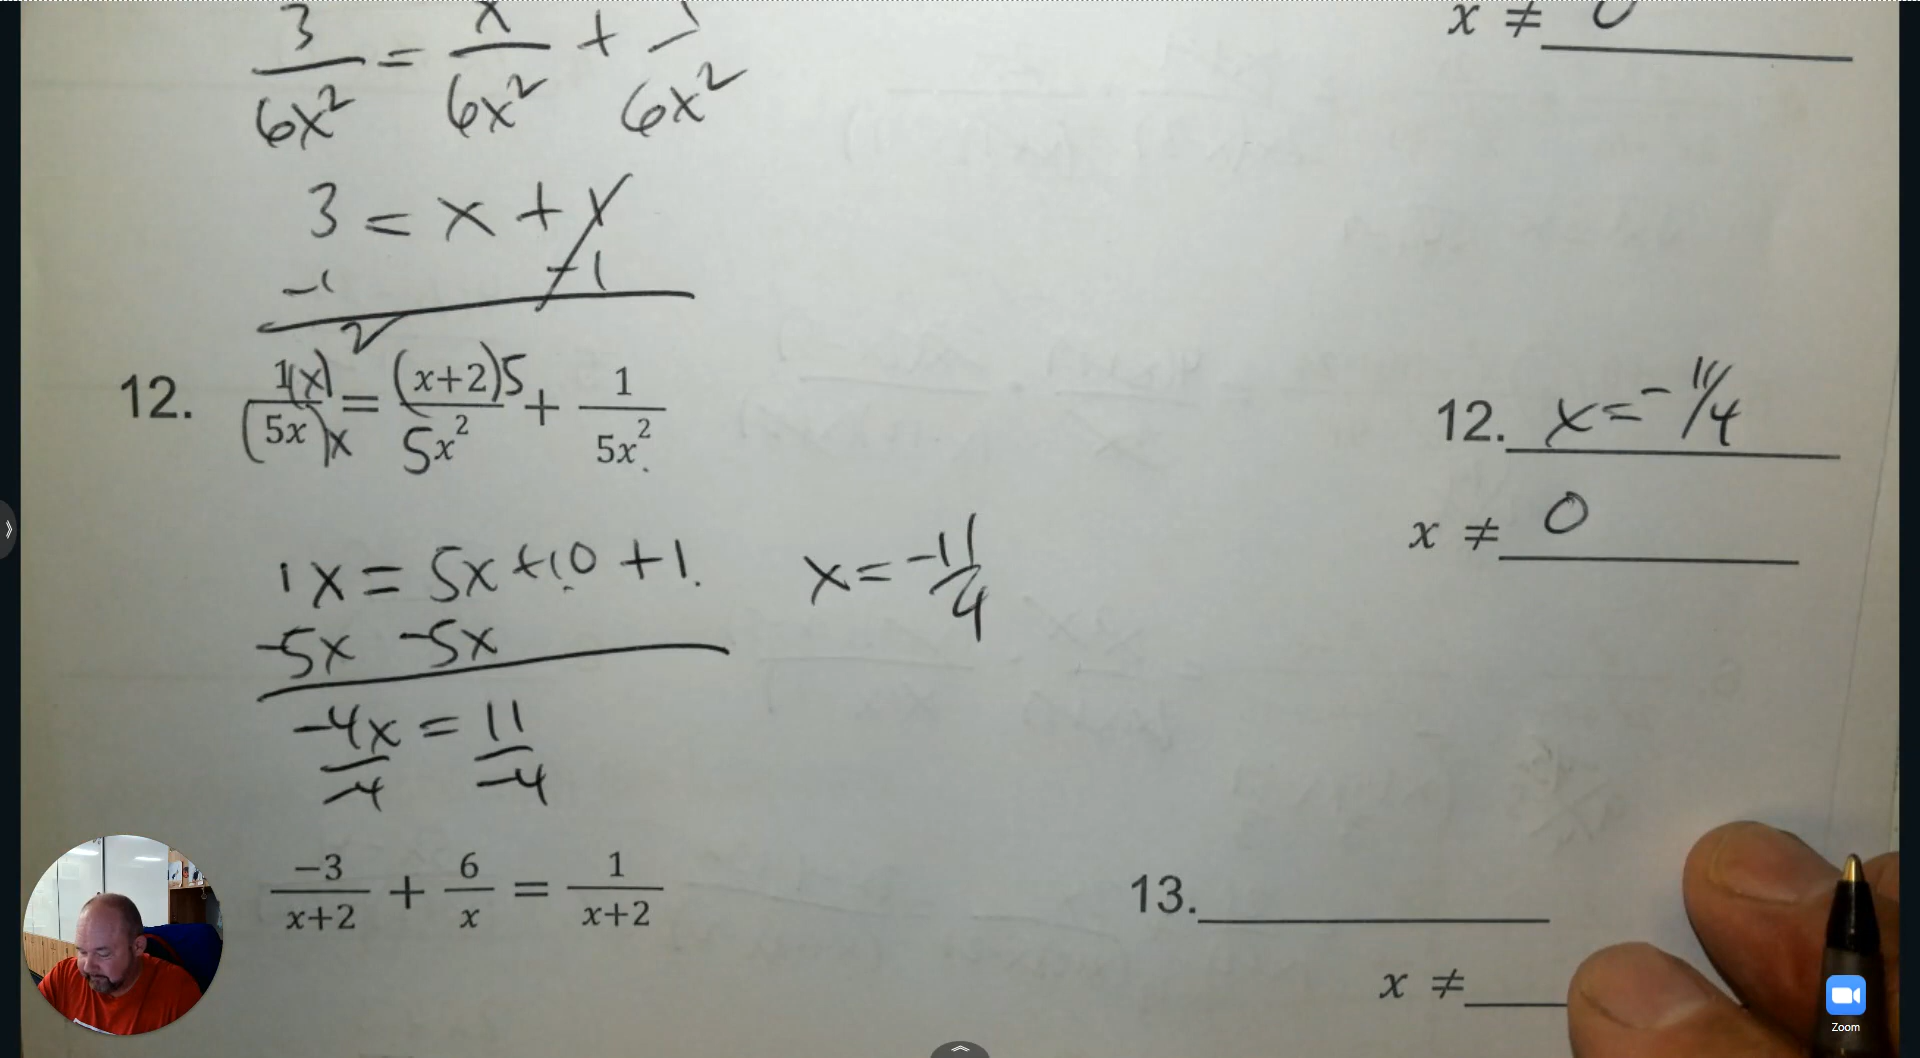 3/6x² = x/6x² + 1/6x²
x ≠ 0
3 = x + 1
-1 -1
2
12. 1(x)/(5x)x = (x+2)5/5x² + 1/5x²
12. x = -11/4
x ≠ 0
1x = 5x + 10 + 1
x = -11/4
-5x -5x
-4x/-4 = 11/-4
-3/x+2 + 6/x = 1/x+2
13.
x ≠
Zoom